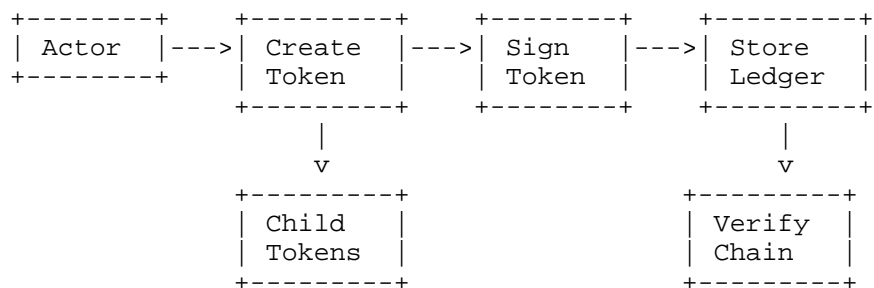 Actor
Create
Token
Sign
Token
Store
Ledger
Child
Tokens
Verify
Chain